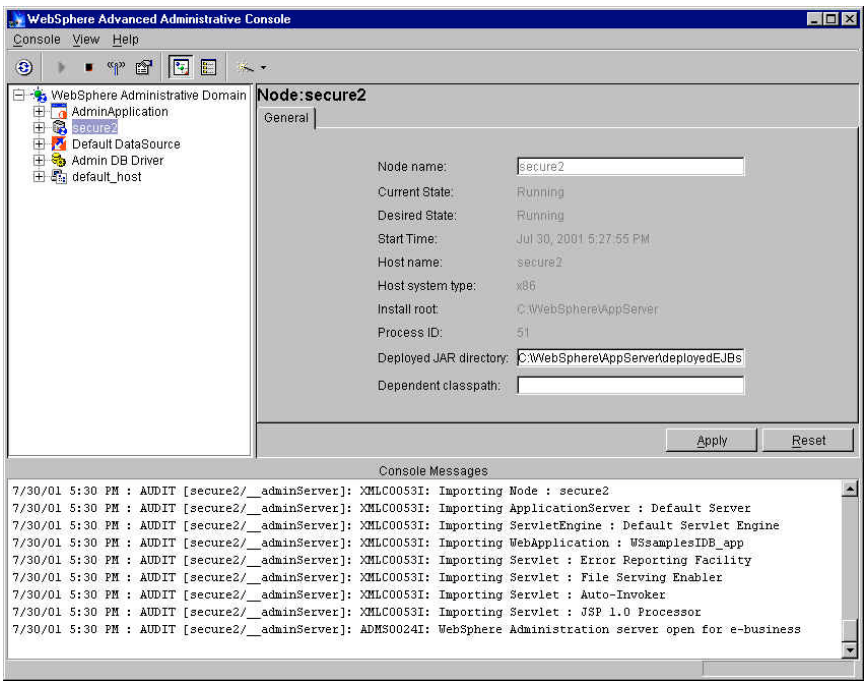 WebSphere Advanced Administrative Console
Console View Help
WebSphere Administrative Domain
AdminApplication
secure2
Default DataSource
Admin DB Driver
default_host
Node:secure2
General
Node name: secure2
Current State: Running
Desired State: Running
Start Time: Jul 30, 2001 5:27:55 PM
Host name: secure2
Host system type: x86
Install root: C:\WebSphere\AppServer
Process ID: 51
Deployed JAR directory: C:\WebSphere\AppServer\deployedEJBs
Dependent classpath:
Apply Reset
Console Messages
7/30/01 5:30 PM : AUDIT [secure2/__adminServer]: XMLC0053I: Importing Node : secure2
7/30/01 5:30 PM : AUDIT [secure2/__adminServer]: XMLC0053I: Importing ApplicationServer : Default Server
7/30/01 5:30 PM : AUDIT [secure2/__adminServer]: XMLC0053I: Importing ServletEngine : Default Servlet Engine
7/30/01 5:30 PM : AUDIT [secure2/__adminServer]: XMLC0053I: Importing WebApplication : WSsamplesIDB_app
7/30/01 5:30 PM : AUDIT [secure2/__adminServer]: XMLC0053I: Importing Servlet : Error Reporting Facility
7/30/01 5:30 PM : AUDIT [secure2/__adminServer]: XMLC0053I: Importing Servlet : File Serving Enabler
7/30/01 5:30 PM : AUDIT [secure2/__adminServer]: XMLC0053I: Importing Servlet : Auto-Invoker
7/30/01 5:30 PM : AUDIT [secure2/__adminServer]: XMLC0053I: Importing Servlet : JSP 1.0 Processor
7/30/01 5:30 PM : AUDIT [secure2/__adminServer]: ADMS0024I: WebSphere Administration server open for e-business